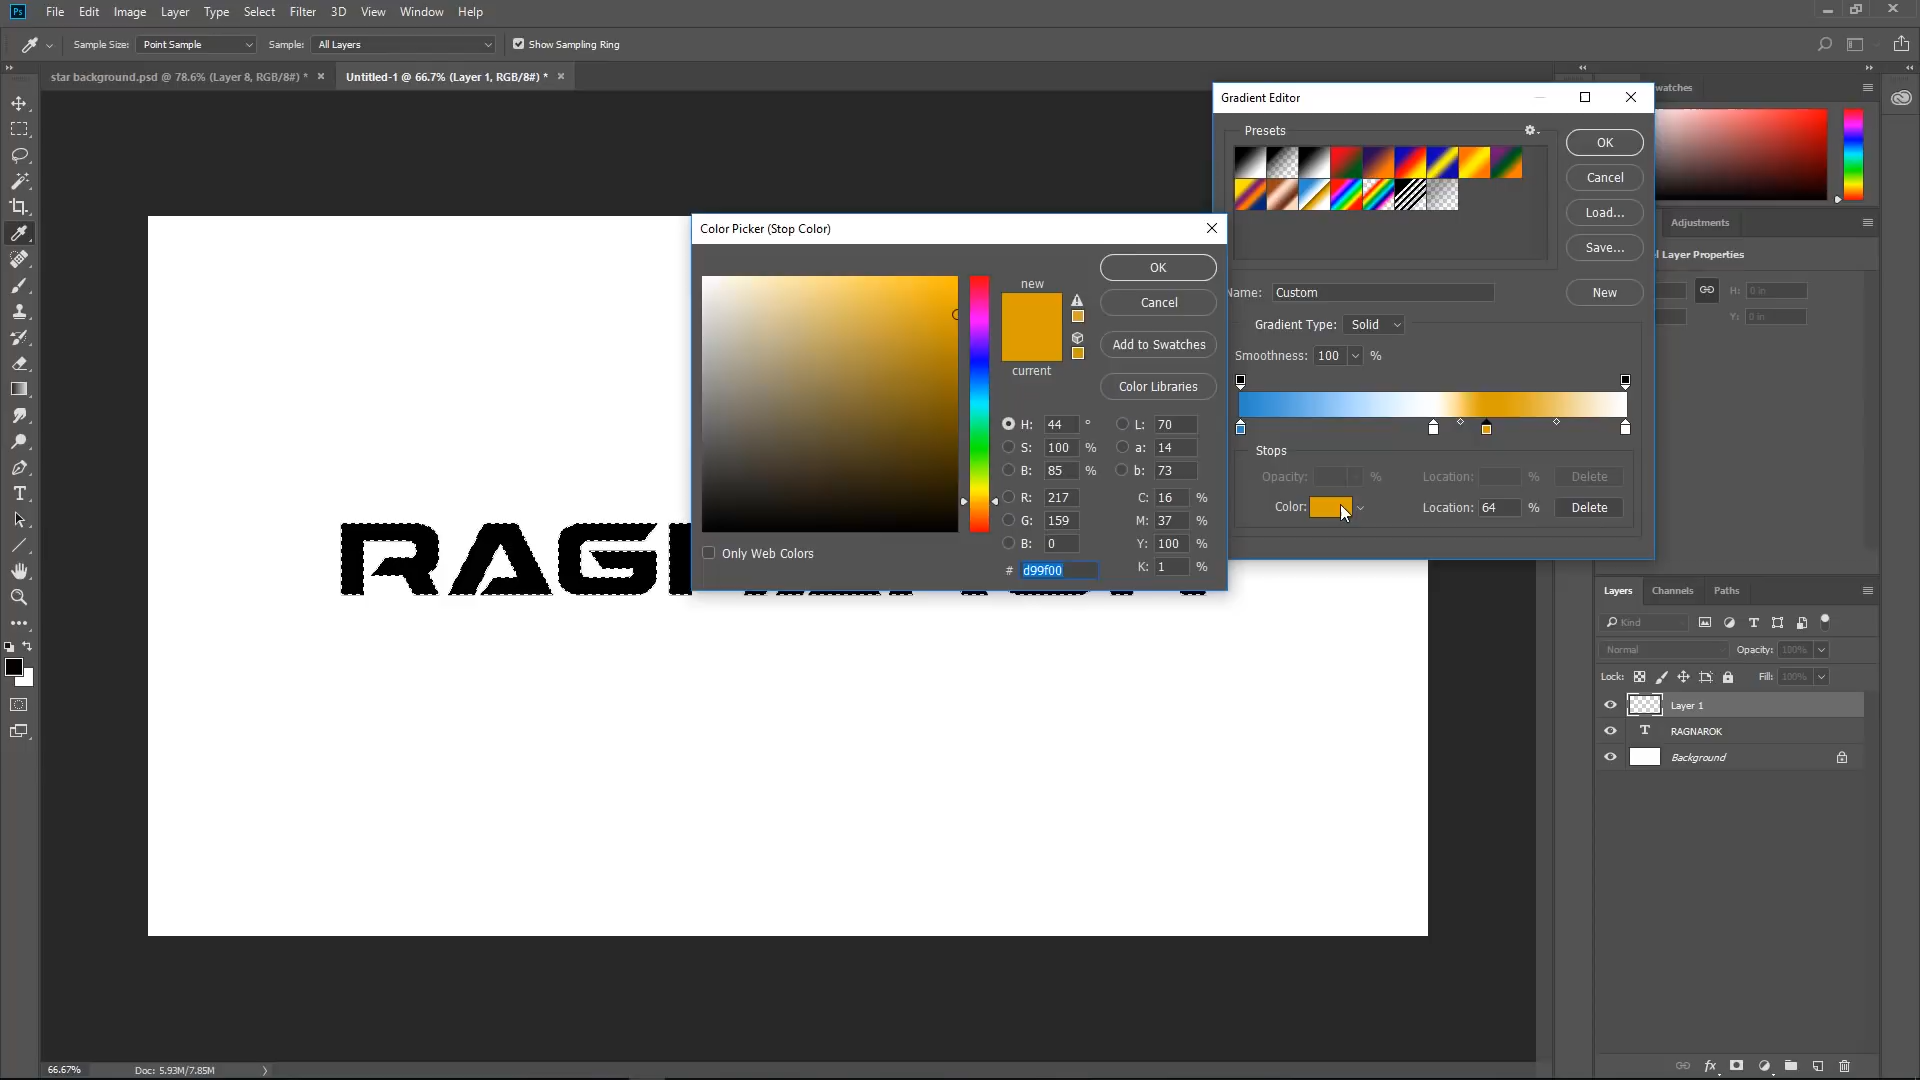 Ps File Edit Image Layer Type Select Filter 3D View Window Help
Sample Size: Point Sample Sample: All Layers Show Sampling Ring
star background.psd @ 78.6% (Layer 8, RGB/8#) * × Untitled-1 @ 66.7% (Layer 1, RGB/8#) * ×
Gradient Editor
Presets
OK
Cancel
Load...
Save...
Name: Custom
New
Gradient Type: Solid
Smoothness: 100 %
Stops
Opacity: % Location: % Delete
Color: Location: 64 % Delete
Color Picker (Stop Color)
new
current
OK
Cancel
Add to Swatches
Color Libraries
H: 44 °
S: 100 %
B: 85 %
R: 217
G: 159
B: 0
# d99f00
L: 70
a: 14
b: 73
C: 16 %
M: 37 %
Y: 100 %
K: 1 %
Only Web Colors
RAG
watches
Adjustments
l Layer Properties
H: 0 in
Y: 0 in
Layers Channels Paths
Kind
Normal Opacity: 100%
Lock: Fill: 100%
Layer 1
T RAGNAROK
Background
66.67% Doc: 5.93M/7.85M